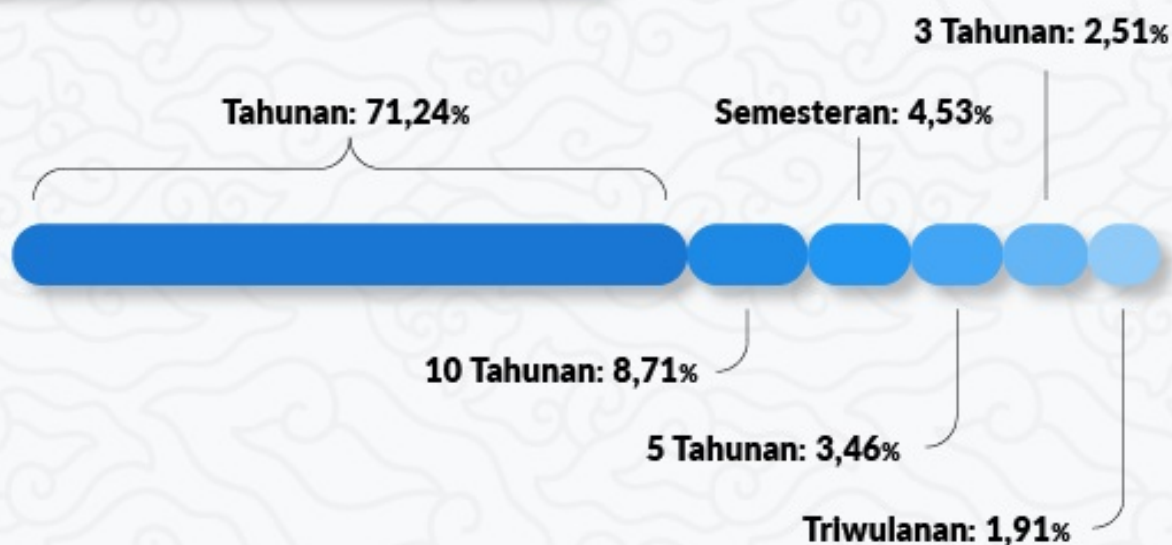 3 Tahunan: 2,51%
Tahunan: 71,24%
Semesteran: 4,53%
10 Tahunan: 8,71%
5 Tahunan: 3,46%
Triwulanan: 1,91%